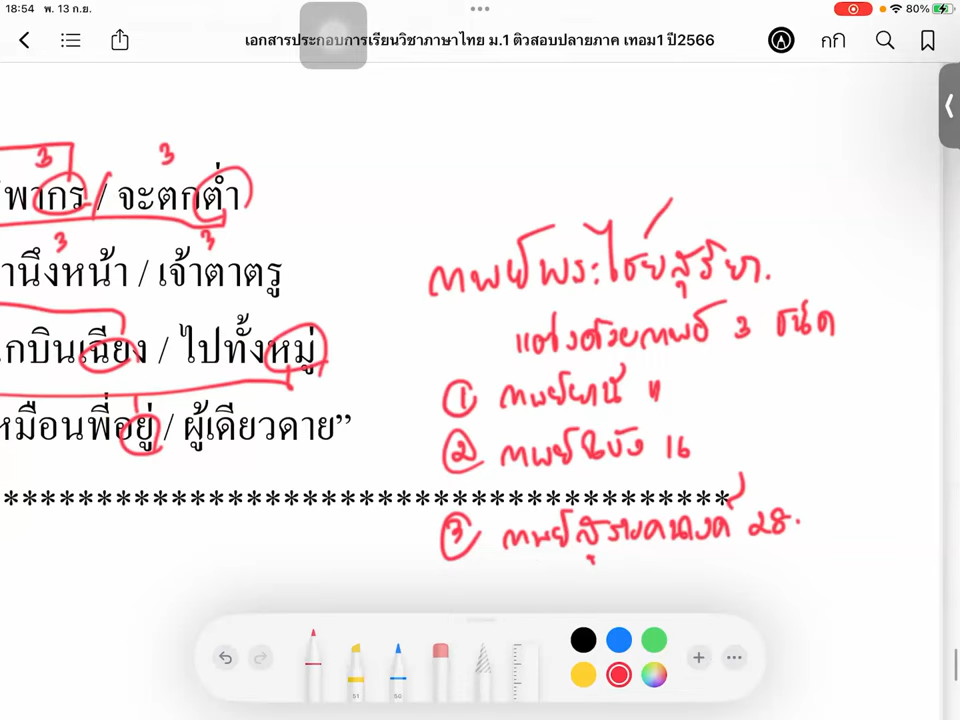 18:54 พ. 13 ก.ย. 80%
เอกสารประกอบการเรียนวิชาภาษาไทย ม.1 ติวสอบปลายภาค เทอม1 ปี2566
3 3
พากร / จะตกต่ำ
3 3
านึงหน้า / เจ้าตาตรู
กบินเฉียง / ไปทั้งหมู่
หมือนพี่อยู่ / ผู้เดียวดาย”
***************************************
กาพย์พระไชยสุริยา.
แต่งด้วยกาพย์ 3 ชนิด
① กาพย์ยานี 11
② กาพย์ฉบัง 16
③ กาพย์สุรางคนางค์ 28.
51 50